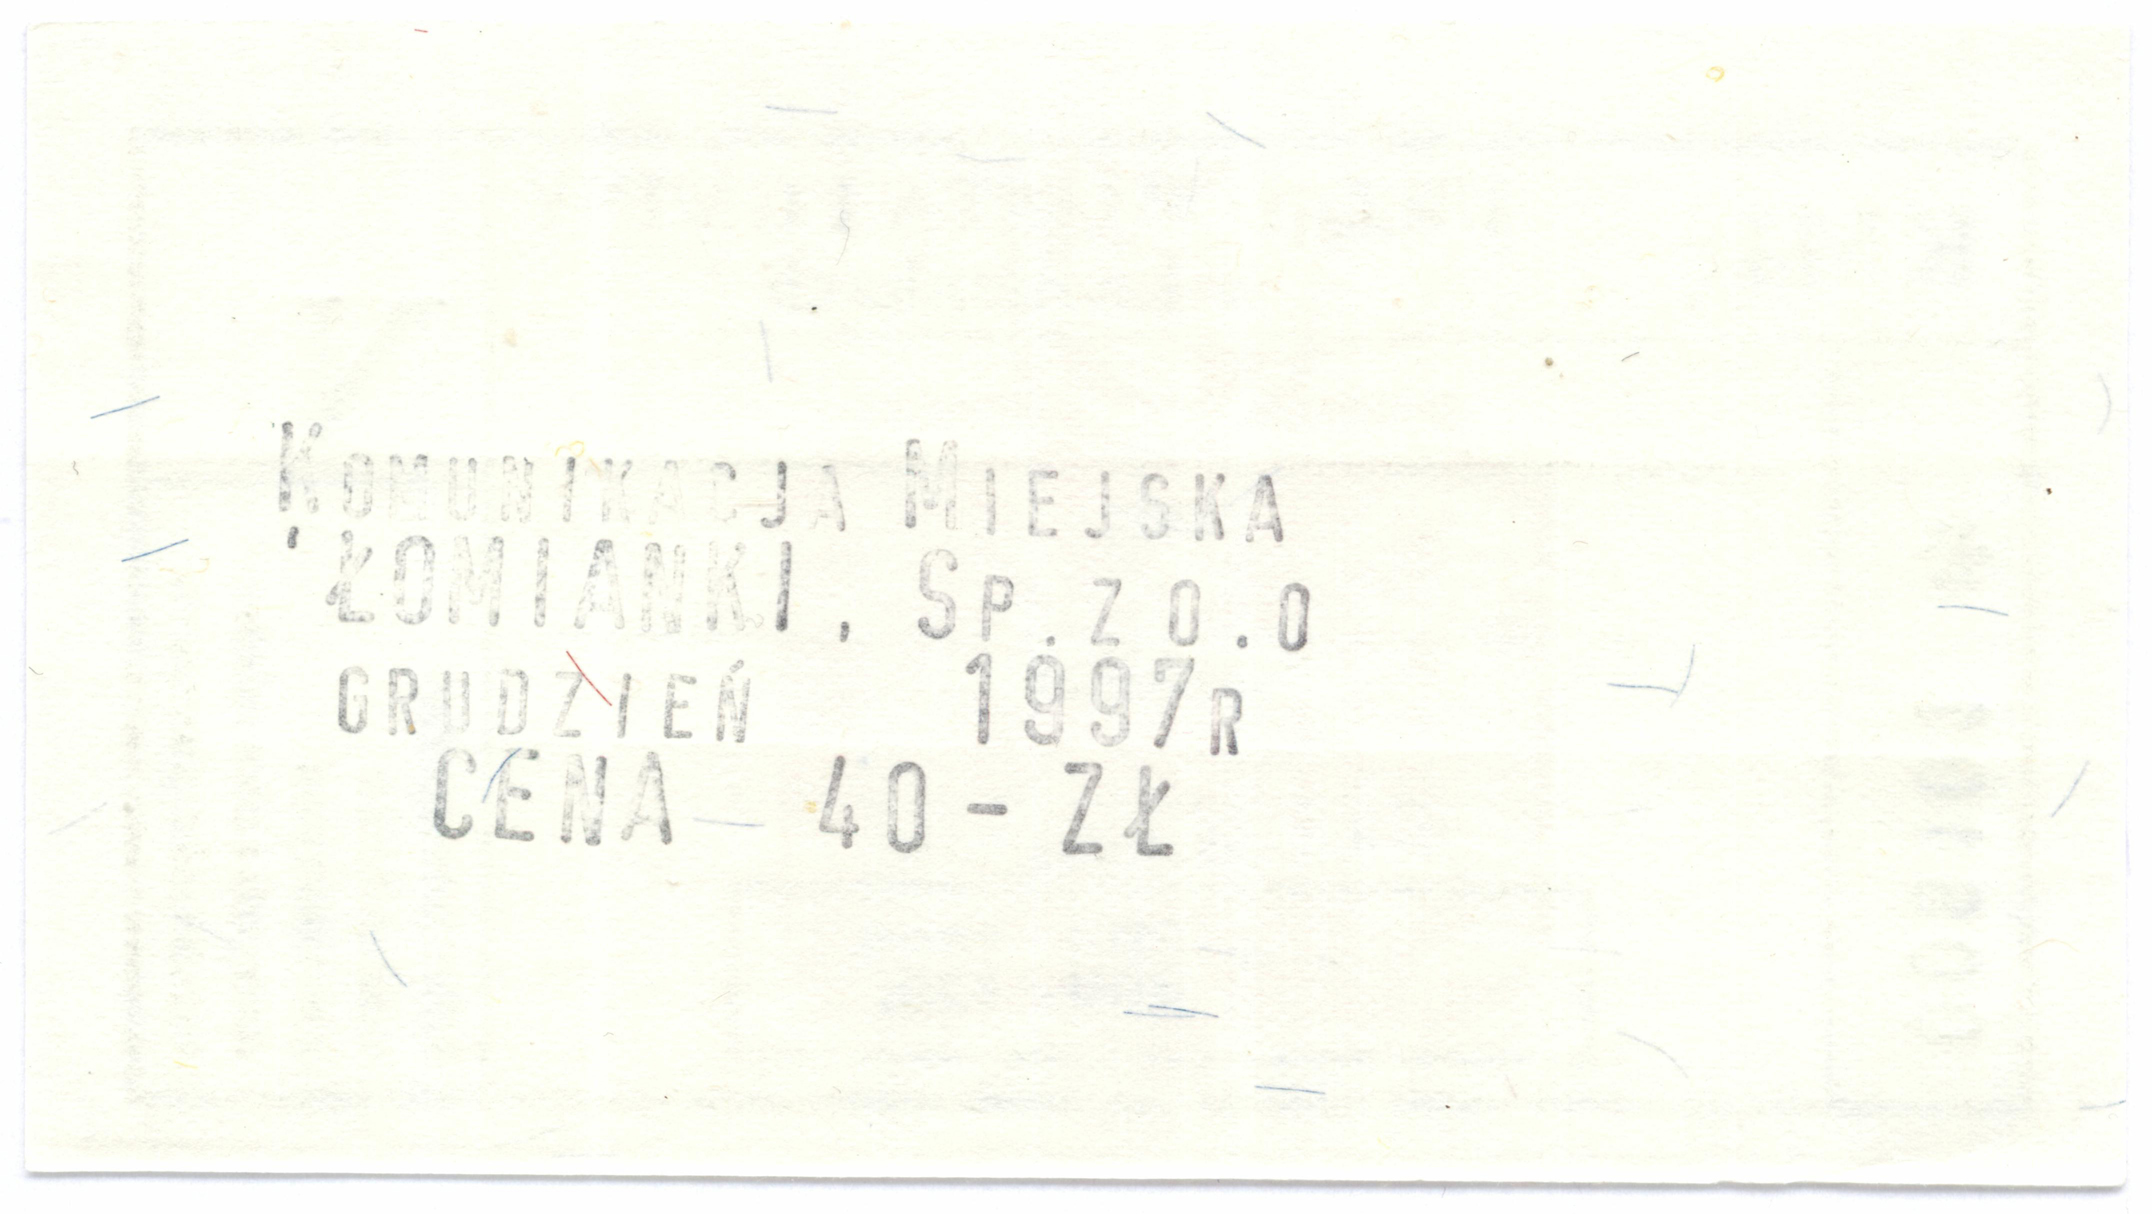 Komunikacja Miejska
'ŁOMIANKI, Sp. z o.o
GRUDZIEŃ 1997R
CENA 40 - ZŁ